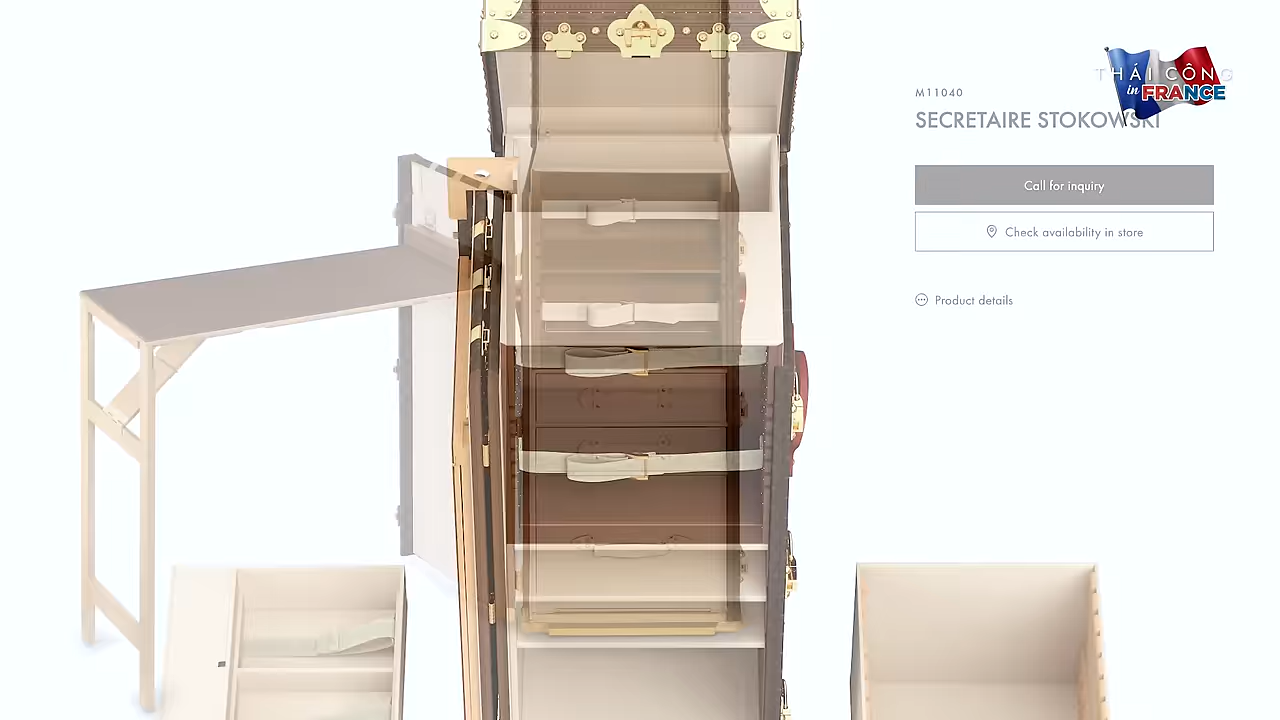 THÁI CÔNG
in FRANCE
M11040
SECRETAIRE STOKOWSKI
Call for inquiry
Check availability in store
Product details